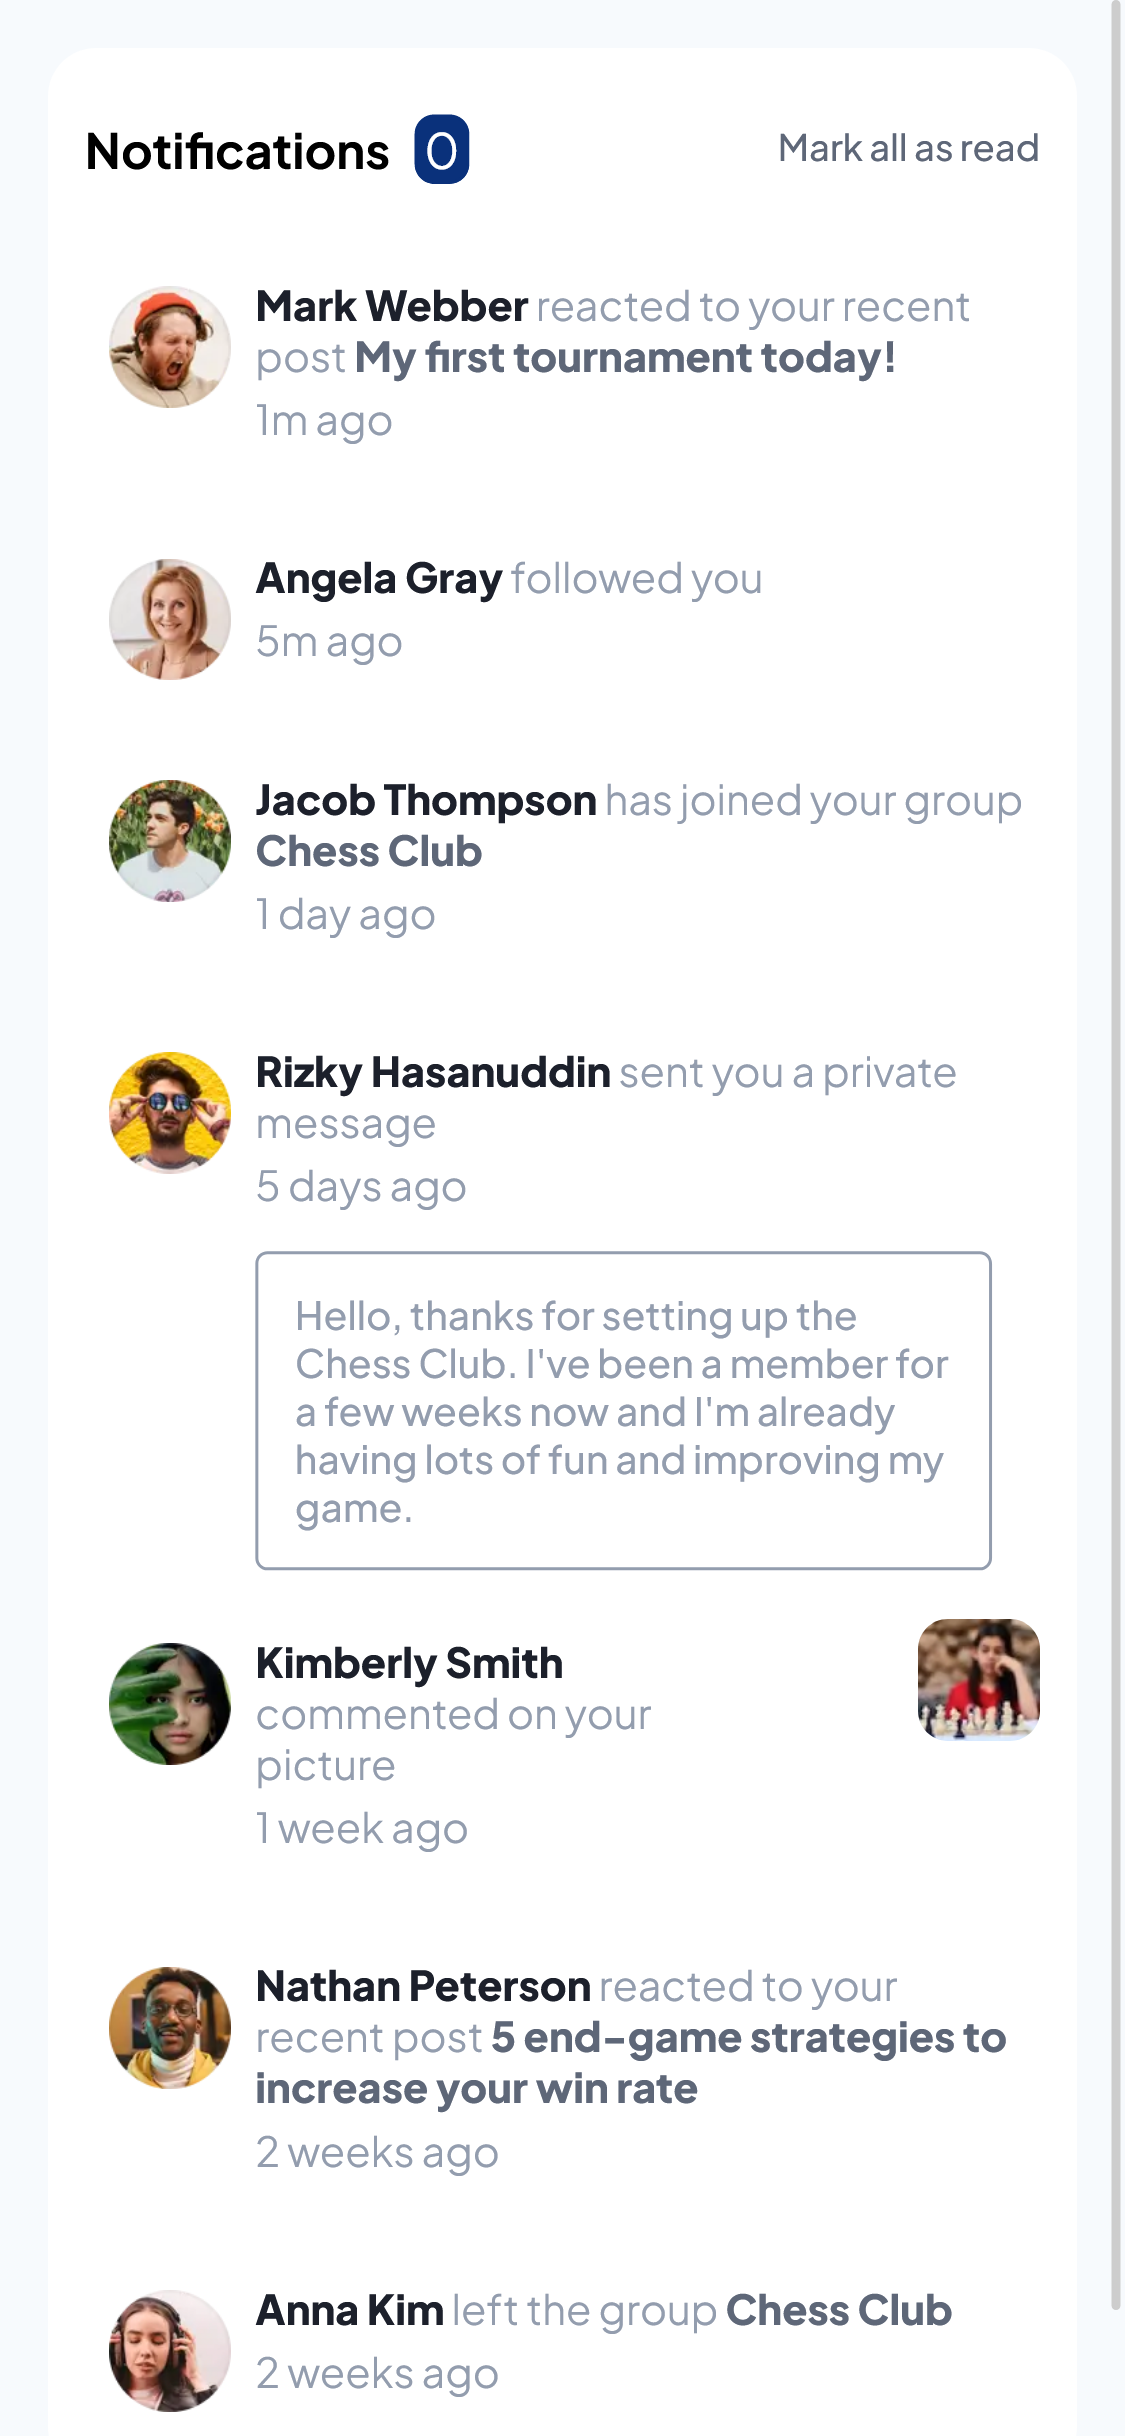 Notifications 0 Mark all as read
Mark Webber reacted to your recent
post My first tournament today!
1m ago
Angela Gray followed you
5m ago
Jacob Thompson has joined your group
Chess Club
1 day ago
Rizky Hasanuddin sent you a private
message
5 days ago
Hello, thanks for setting up the
Chess Club. I've been a member for
a few weeks now and I'm already
having lots of fun and improving my
game.
Kimberly Smith
commented on your
picture
1 week ago
Nathan Peterson reacted to your
recent post 5 end-game strategies to
increase your win rate
2 weeks ago
Anna Kim left the group Chess Club
2 weeks ago